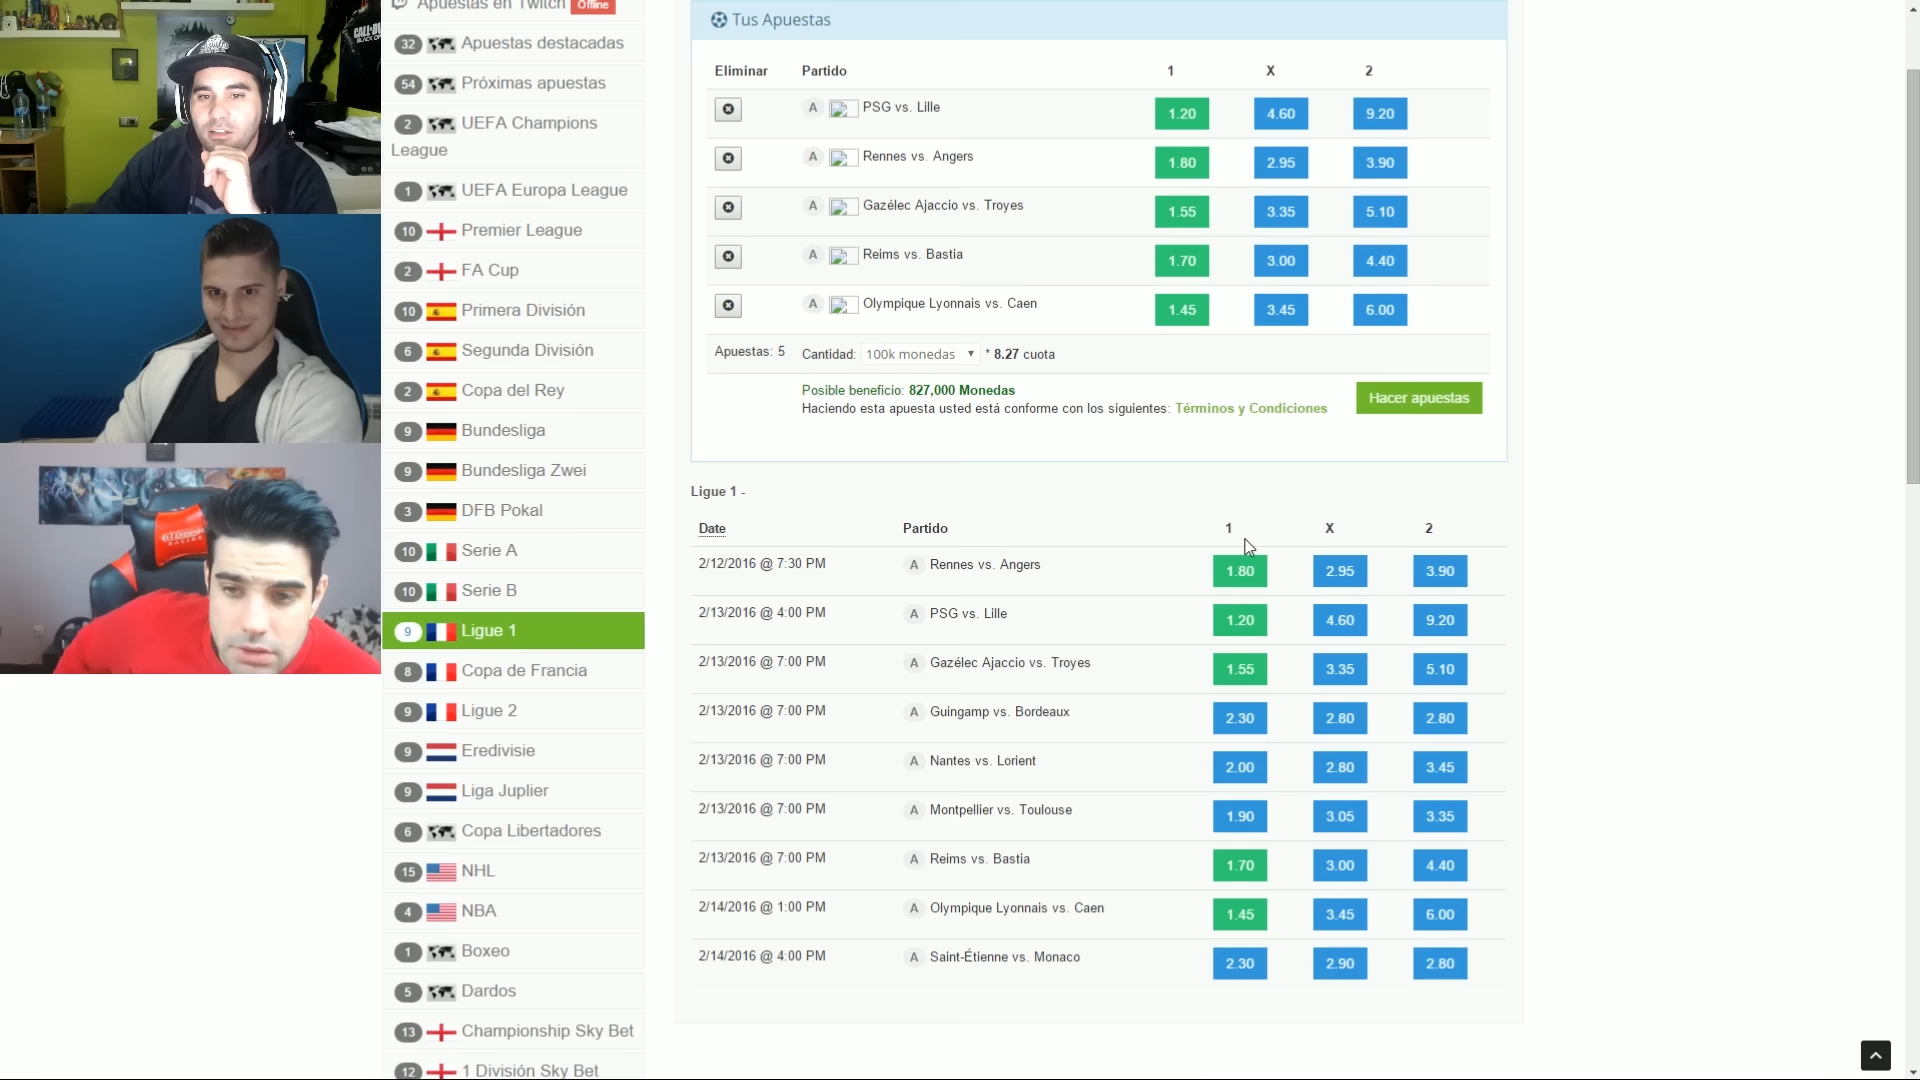 Apuestas en Twitch Offline
32 Apuestas destacadas
54 Próximas apuestas
2 UEFA Champions
League
1 UEFA Europa League
10 Premier League
2 FA Cup
10 Primera División
6 Segunda División
2 Copa del Rey
9 Bundesliga
9 Bundesliga Zwei
3 DFB Pokal
10 Serie A
10 Serie B
9 Ligue 1
8 Copa de Francia
9 Ligue 2
9 Eredivisie
9 Liga Juplier
6 Copa Libertadores
15 NHL
4 NBA
1 Boxeo
5 Dardos
13 Championship Sky Bet
12 1 División Sky Bet
Tus Apuestas
Eliminar Partido 1 X 2
A PSG vs. Lille 1.20 4.60 9.20
A Rennes vs. Angers 1.80 2.95 3.90
A Gazélec Ajaccio vs. Troyes 1.55 3.35 5.10
A Reims vs. Bastia 1.70 3.00 4.40
A Olympique Lyonnais vs. Caen 1.45 3.45 6.00
Apuestas: 5 Cantidad: 100k monedas * 8.27 cuota
Posible beneficio: 827,000 Monedas
Haciendo esta apuesta usted está conforme con los siguientes: Términos y Condiciones
Hacer apuestas
Ligue 1 -
Date Partido 1 X 2
2/12/2016 @ 7:30 PM A Rennes vs. Angers 1.80 2.95 3.90
2/13/2016 @ 4:00 PM A PSG vs. Lille 1.20 4.60 9.20
2/13/2016 @ 7:00 PM A Gazélec Ajaccio vs. Troyes 1.55 3.35 5.10
2/13/2016 @ 7:00 PM A Guingamp vs. Bordeaux 2.30 2.80 2.80
2/13/2016 @ 7:00 PM A Nantes vs. Lorient 2.00 2.80 3.45
2/13/2016 @ 7:00 PM A Montpellier vs. Toulouse 1.90 3.05 3.35
2/13/2016 @ 7:00 PM A Reims vs. Bastia 1.70 3.00 4.40
2/14/2016 @ 1:00 PM A Olympique Lyonnais vs. Caen 1.45 3.45 6.00
2/14/2016 @ 4:00 PM A Saint-Étienne vs. Monaco 2.30 2.90 2.80